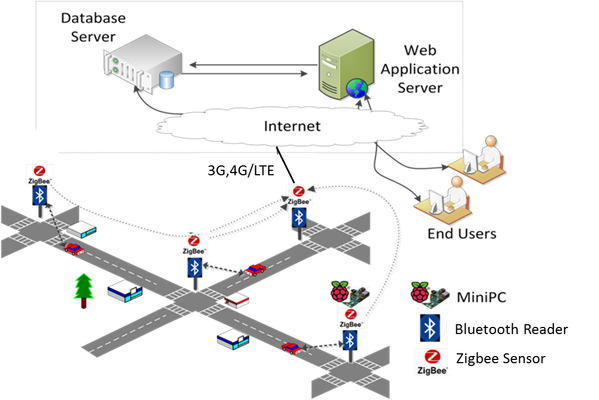 Database
Server
Web
Application
Server
Internet
3G,4G/LTE
ZigBee
ZigBee
ZigBee
End Users
ZigBee
MiniPC
Bluetooth Reader
Zigbee Sensor
ZigBee